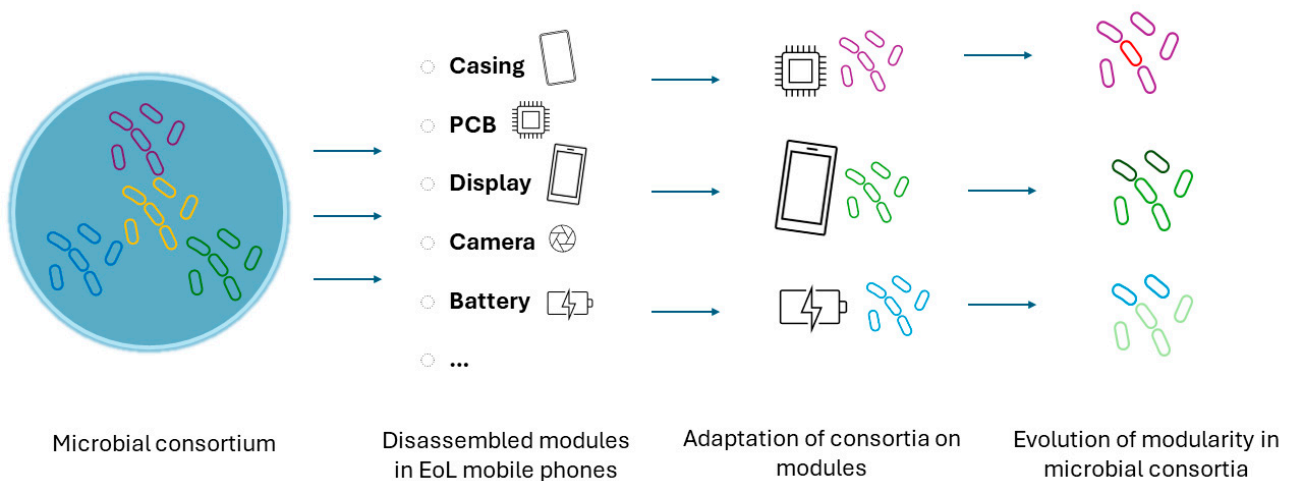 Casing
PCB
Display
Camera
Battery
...
Microbial consortium
Disassembled modules
in EoL mobile phones
Adaptation of consortia on
modules
Evolution of modularity in
microbial consortia